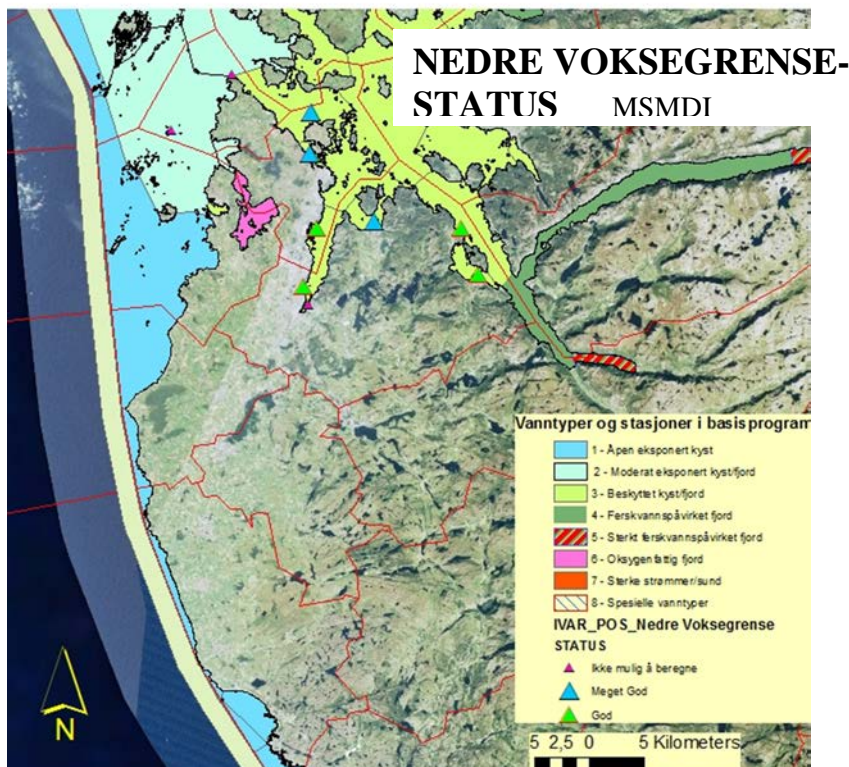 NEDRE VOKSEGRENSE-
STATUS MSMDI
Vanntyper og stasjoner i basisprogram
1 - Åpen eksponert kyst
2 - Moderat eksponert kyst/fjord
3 - Beskyttet kyst/fjord
4 - Ferskvannspåvirket fjord
5 - Sterkt ferskvannspåvirket fjord
6 - Oksygenfattig fjord
7 - Sterke strømmer/sund
8 - Spesielle vanntyper
IVAR_POS_Nedre Voksegrense
STATUS
Ikke mulig å beregne
Meget God
God
N
5 2,5 0 5 Kilometers